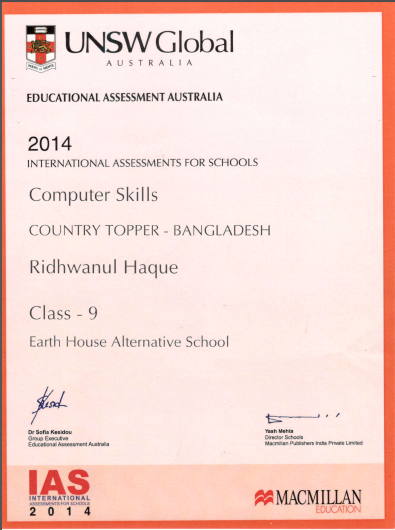 UNSW Global
AUSTRALIA
EDUCATIONAL ASSESSMENT AUSTRALIA
2014
INTERNATIONAL ASSESSMENTS FOR SCHOOLS
Computer Skills
COUNTRY TOPPER - BANGLADESH
Ridhwanul Haque
Class - 9
Earth House Alternative School
Dr Sofia Kesidou
Group Executive
Educational Assessment Australia
Yash Mehta
Director Schools
Macmillan Publishers India Private Limited
IAS
INTERNATIONAL
ASSESSMENTS FOR SCHOOLS
2014
MACMILLAN
EDUCATION